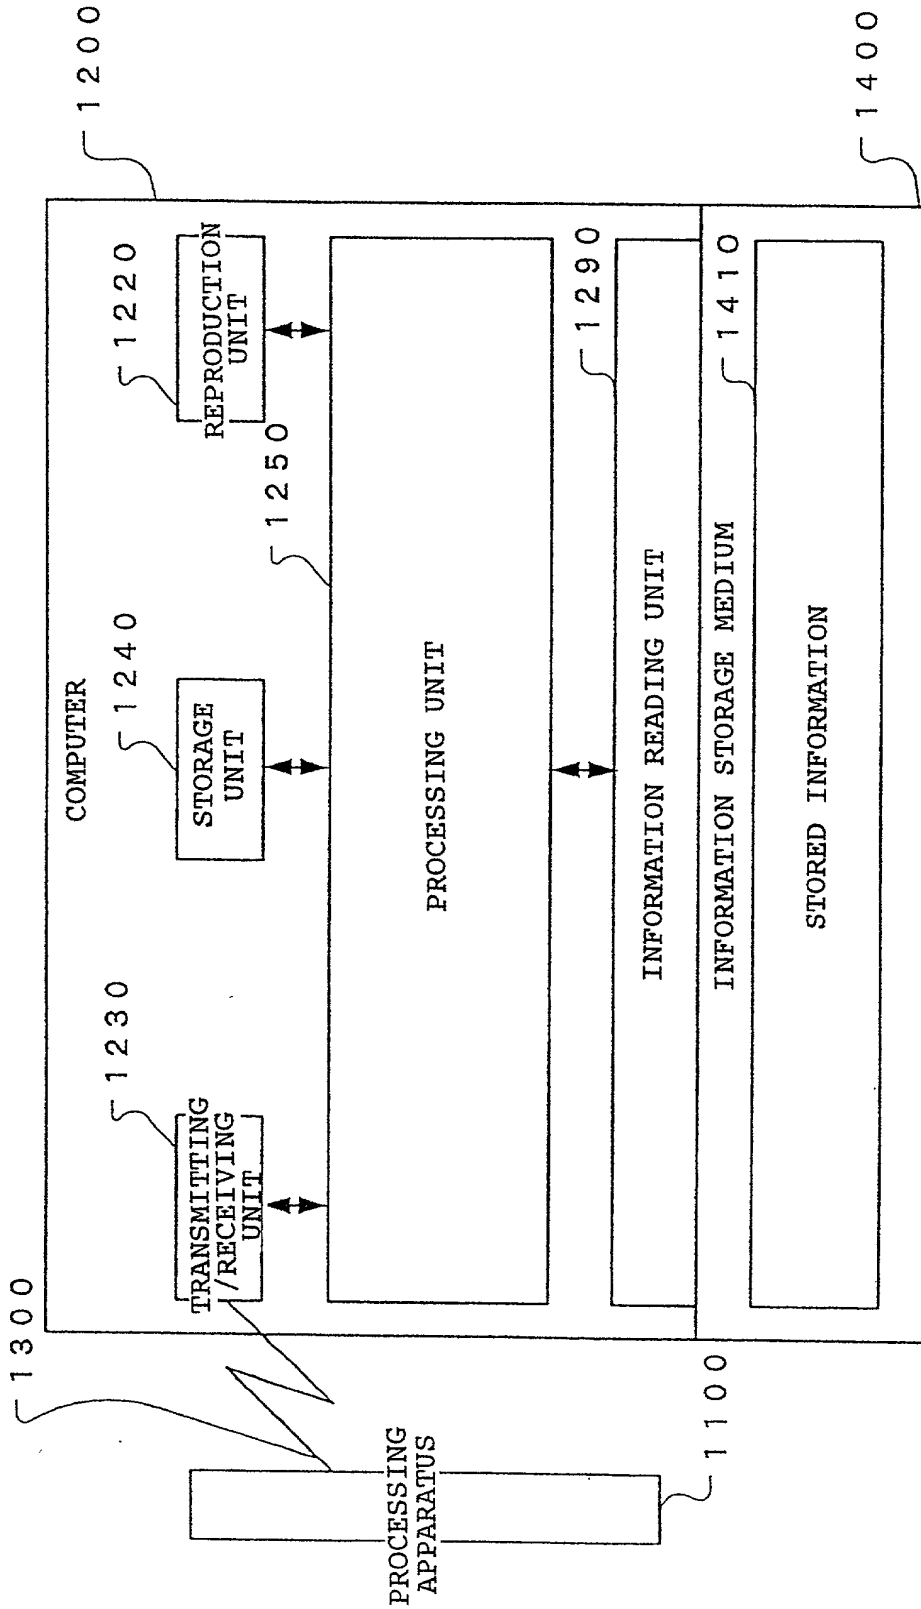 1200
COMPUTER
1300
1230
1240
1220
TRANSMITTING
/RECEIVING
UNIT
STORAGE
UNIT
REPRODUCTION
UNIT
1250
PROCESSING UNIT
PROCESSING
APPARATUS
1100
1290
INFORMATION READING UNIT
INFORMATION STORAGE MEDIUM
1410
STORED INFORMATION
1400